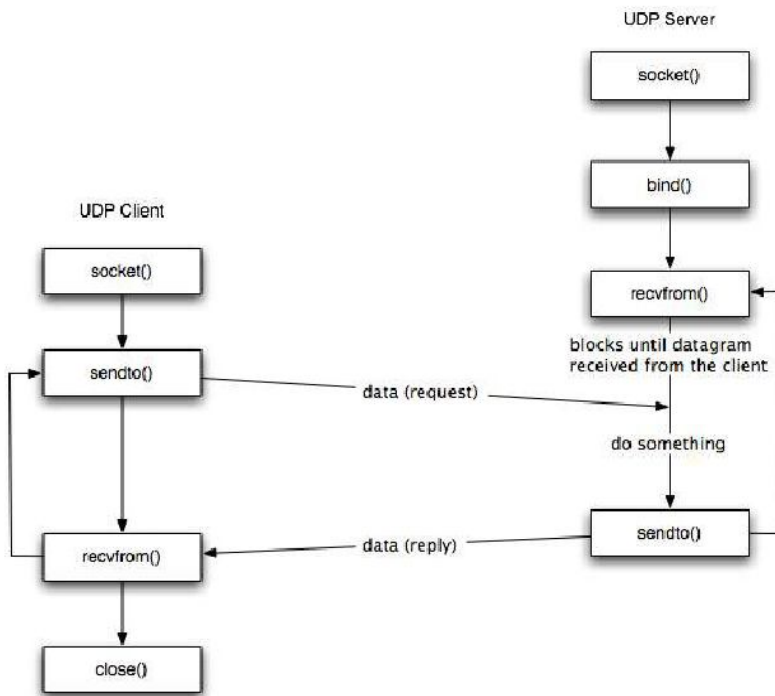 UDP Server
socket()
bind()
UDP Client
socket()
recvfrom()
blocks until datagram
received from the client
sendto()
data (request)
do something
sendto()
data (reply)
recvfrom()
close()